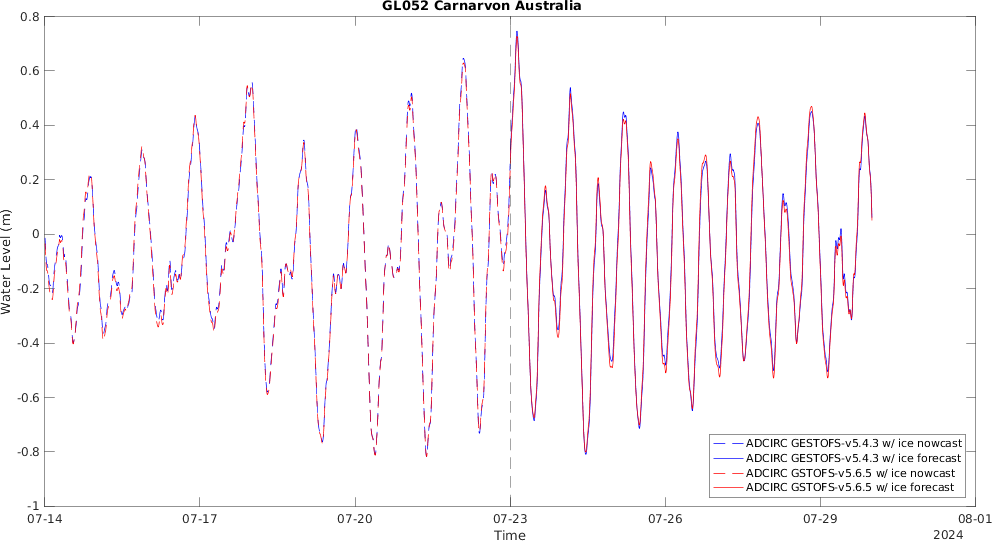 GL052 Carnarvon Australia
0.8
0.6
0.4
0.2
0
-0.2
-0.4
-0.6
-0.8
-1
Water Level (m)
ADCIRC GESTOFS-v5.4.3 w/ ice nowcast
ADCIRC GESTOFS-v5.4.3 w/ ice forecast
ADCIRC GSTOFS-v5.6.5 w/ ice nowcast
ADCIRC GSTOFS-v5.6.5 w/ ice forecast
07-14 07-17 07-20 07-23 07-26 07-29 08-01
Time
2024